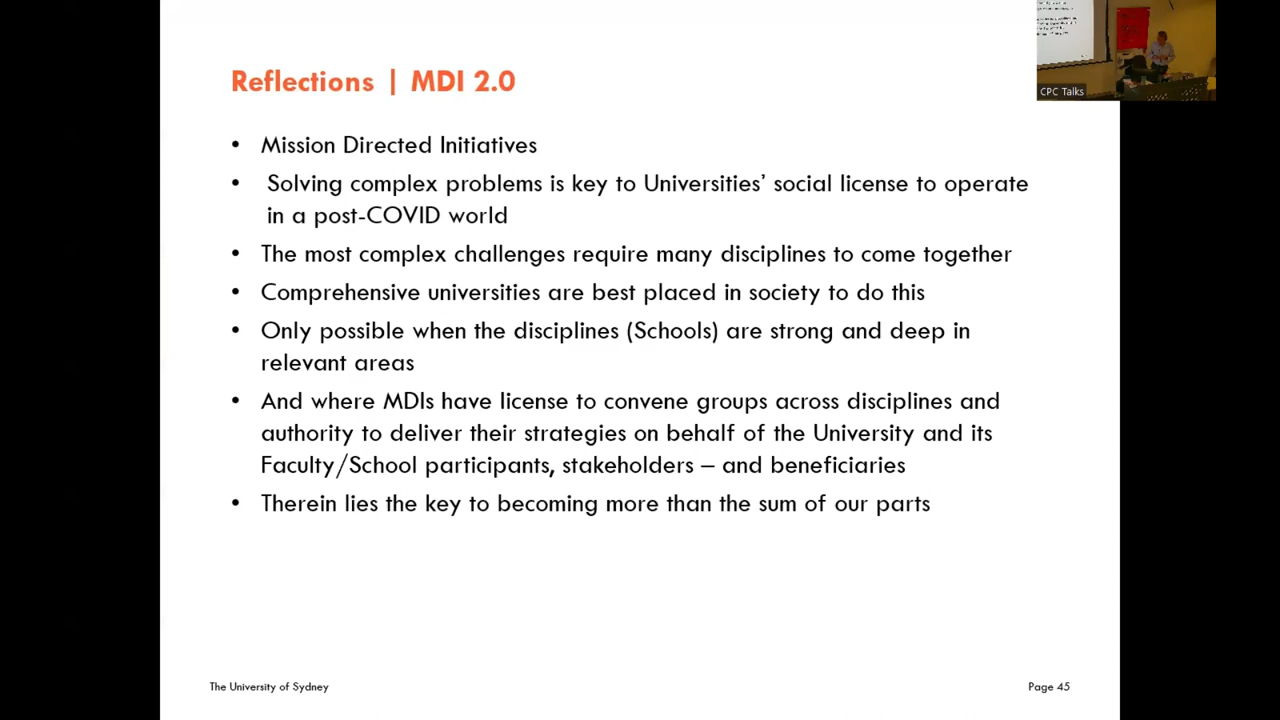 Reflections | MDI 2.0
CPC Talks
• Mission Directed Initiatives
• Solving complex problems is key to Universities’ social license to operate
in a post-COVID world
• The most complex challenges require many disciplines to come together
• Comprehensive universities are best placed in society to do this
• Only possible when the disciplines (Schools) are strong and deep in
relevant areas
• And where MDIs have license to convene groups across disciplines and
authority to deliver their strategies on behalf of the University and its
Faculty/School participants, stakeholders – and beneficiaries
• Therein lies the key to becoming more than the sum of our parts
The University of Sydney
Page 45